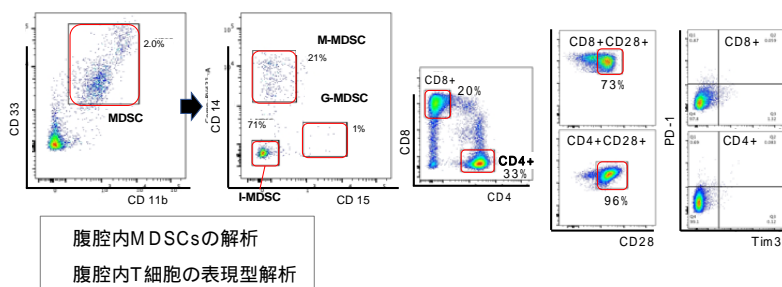 CD 33
2.0%
MDSC
CD 11b
CD 14
M-MDSC
21%
G-MDSC
71%
1%
I-MDSC
CD 15
CD8
CD8+
20%
CD4+
33%
CD4
CD8+CD28+
73%
CD4+CD28+
96%
CD28
PD-1
CD8+
CD4+
Tim3
腹腔内MDSCsの解析
腹腔内T細胞の表現型解析